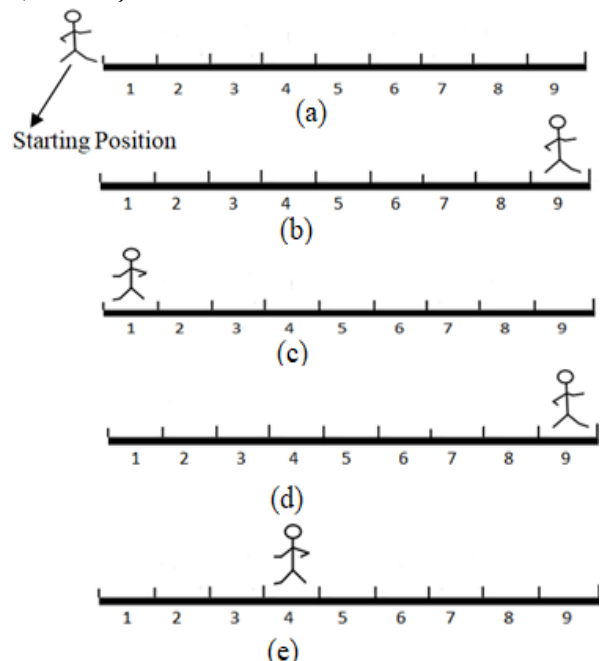 1 2 3 4 5 6 7 8 9
(a)
Starting Position
1 2 3 4 5 6 7 8 9
(b)
1 2 3 4 5 6 7 8 9
(c)
1 2 3 4 5 6 7 8 9
(d)
1 2 3 4 5 6 7 8 9
(e)